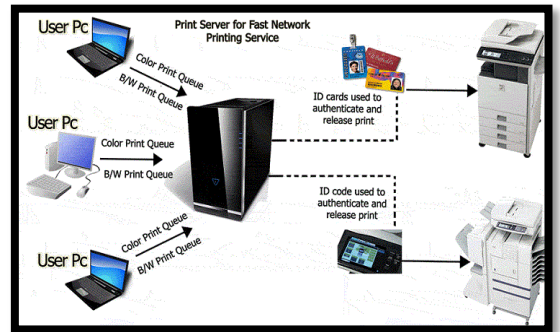 User Pc
Print Server for Fast Network
Printing Service
Color Print Queue
B/W Print Queue
ID cards used to
authenticate and
release print
User Pc
Color Print Queue
B/W Print Queue
ID code used to
authenticate and
release print
User Pc
Color Print Queue
B/W Print Queue